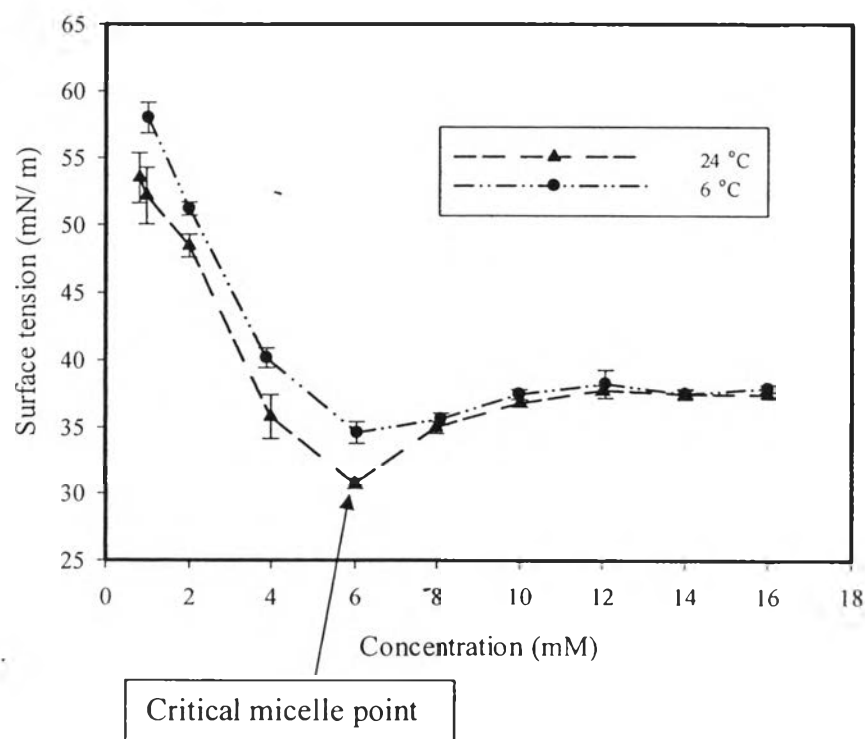 65
60
55
50
45
40
35
30
25
Surface tension (mN/ m)
24 °C
6 °C
0 2 4 6 8 10 12 14 16 18
Concentration (mM)
Critical micelle point